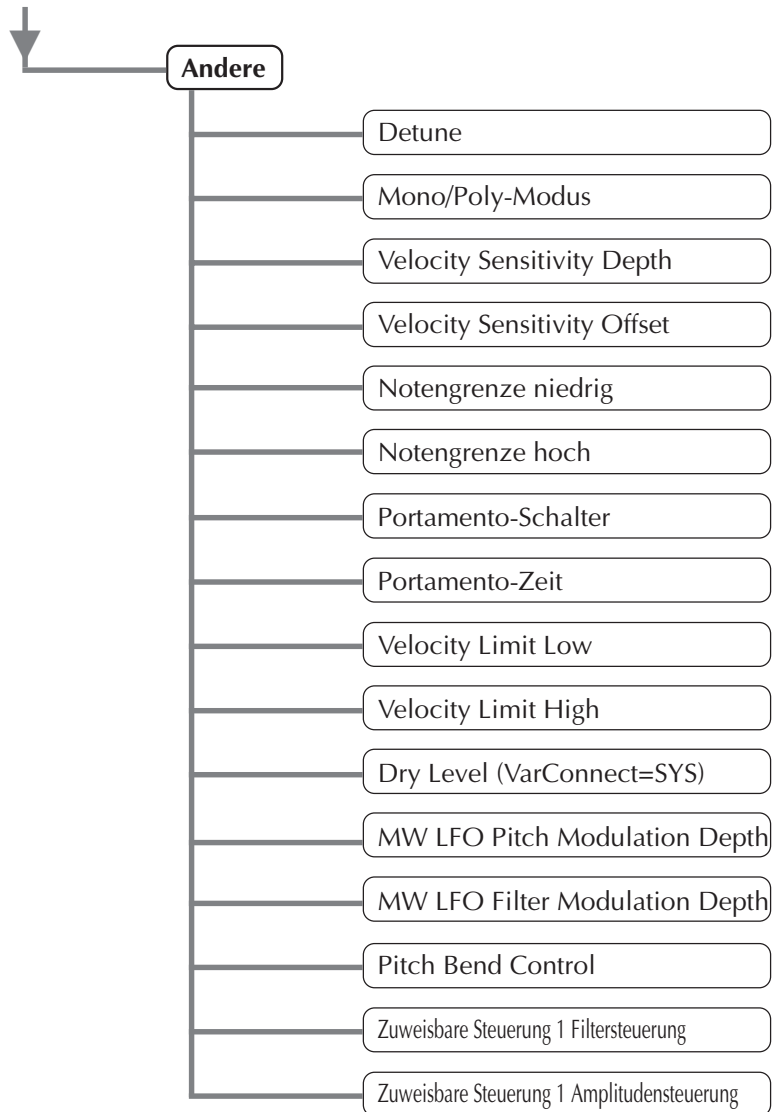 Andere
Detune
Mono/Poly-Modus
Velocity Sensitivity Depth
Velocity Sensitivity Offset
Notengrenze niedrig
Notengrenze hoch
Portamento-Schalter
Portamento-Zeit
Velocity Limit Low
Velocity Limit High
Dry Level (VarConnect=SYS)
MW LFO Pitch Modulation Depth
MW LFO Filter Modulation Depth
Pitch Bend Control
Zuweisbare Steuerung 1 Filtersteuerung
Zuweisbare Steuerung 1 Amplitudensteuerung